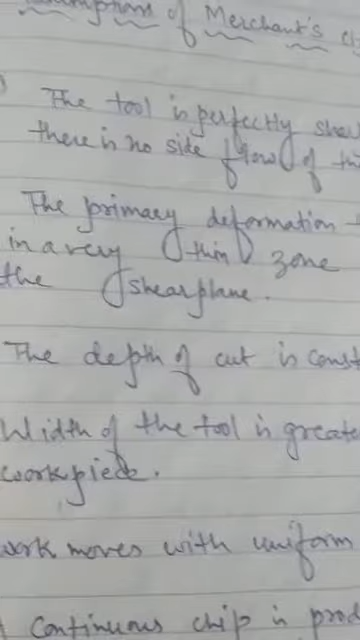 of Merchant's
The tool is perfectly
there is no side flow of
The primary deformation
in a very thin zone
the shear plane.
The depth of cut is const
Width of the tool is greate
workpiece.
work moves with uniform
Continuous chip is prod